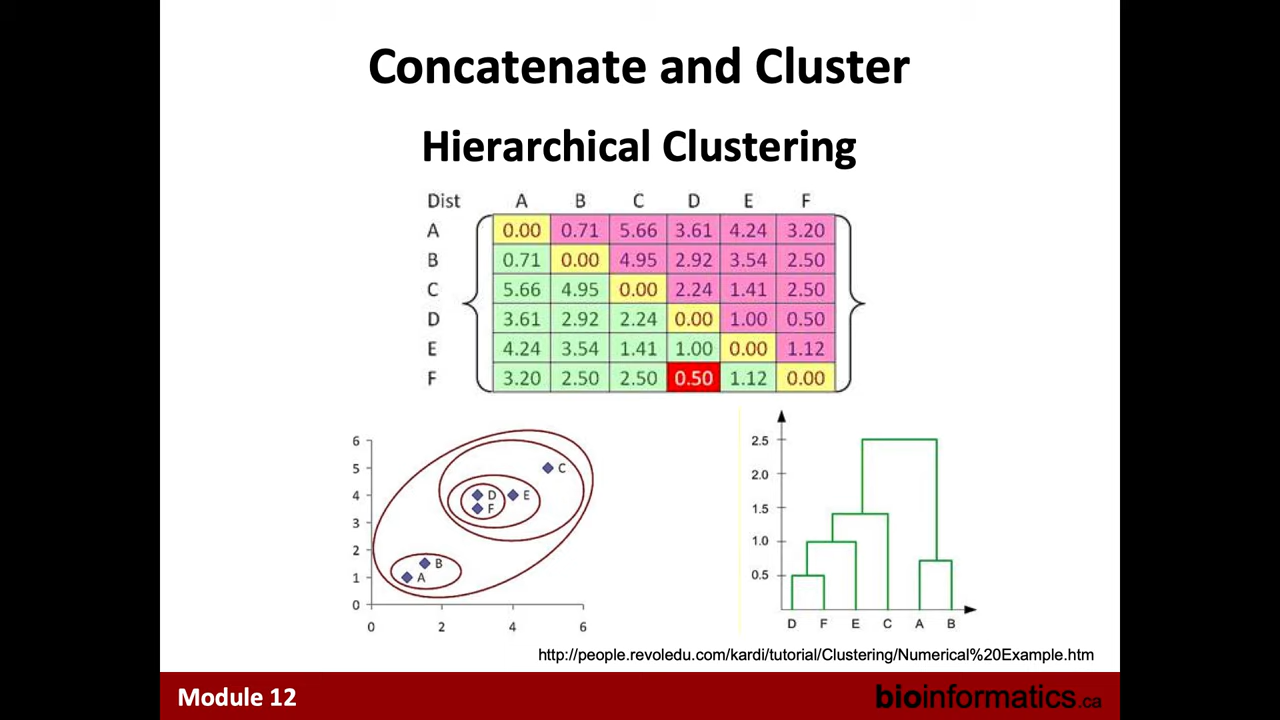 Concatenate and Cluster
Hierarchical Clustering
Dist A B C D E F
A 0.00 0.71 5.66 3.61 4.24 3.20
B 0.71 0.00 4.95 2.92 3.54 2.50
C 5.66 4.95 0.00 2.24 1.41 2.50
D 3.61 2.92 2.24 0.00 1.00 0.50
E 4.24 3.54 1.41 1.00 0.00 1.12
F 3.20 2.50 2.50 0.50 1.12 0.00
6
5
4
3
2
1
0
C
D
E
F
B
A
0 2 4 6
2.5
2.0
1.5
1.0
0.5
D F E C A B
http://people.revoledu.com/kardi/tutorial/Clustering/Numerical%20Example.htm
Module 12
bioinformatics.ca